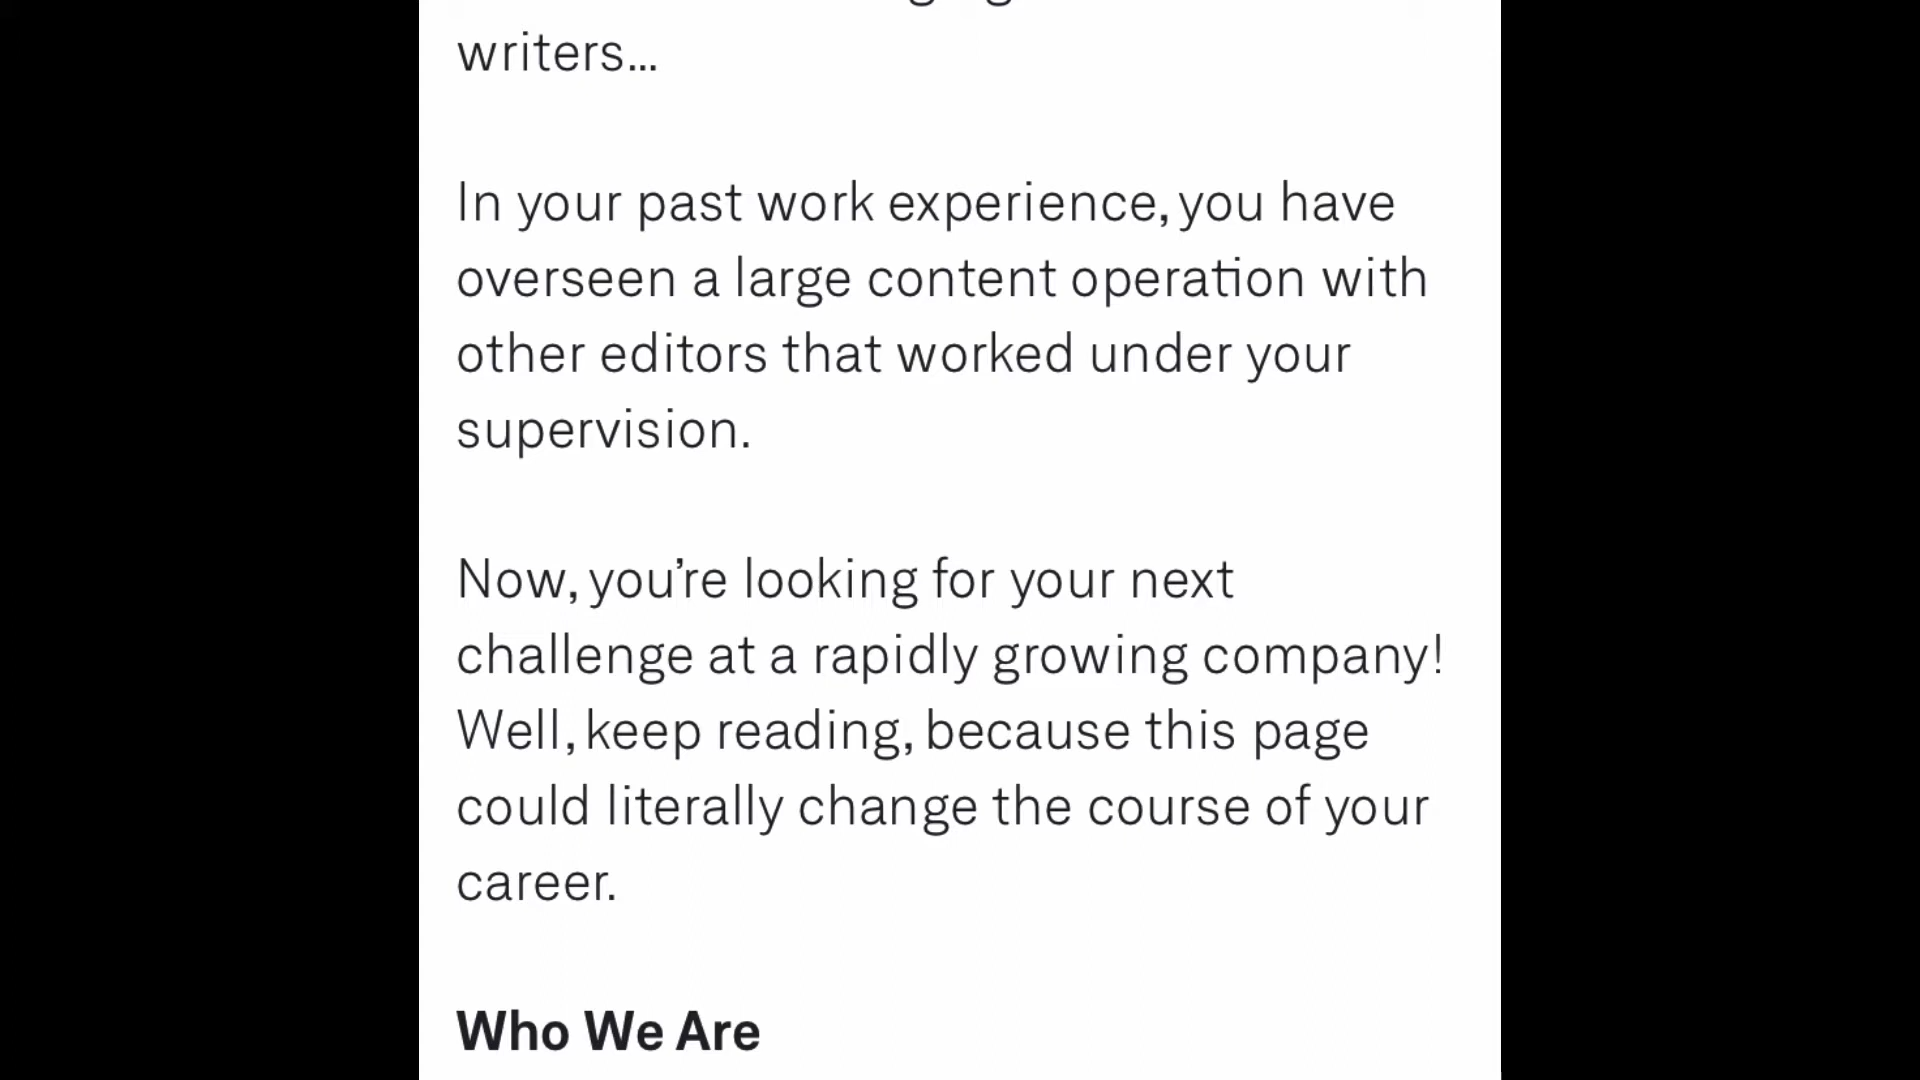 writers...
In your past work experience, you have
overseen a large content operation with
other editors that worked under your
supervision.
Now, you’re looking for your next
challenge at a rapidly growing company!
Well, keep reading, because this page
could literally change the course of your
career.
Who We Are